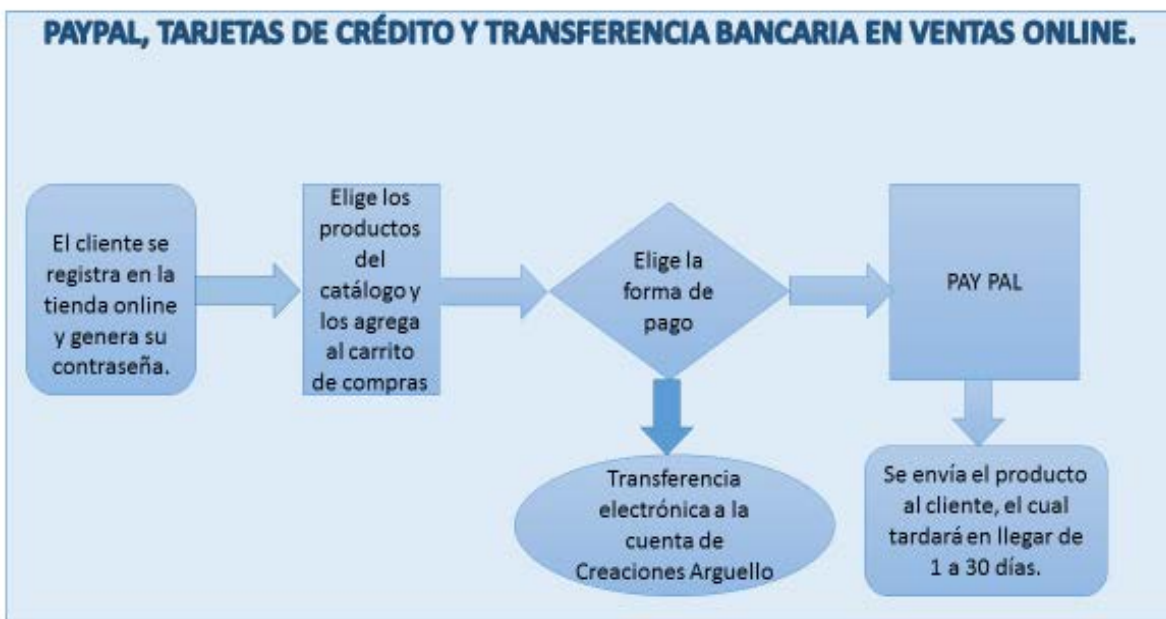 PAYPAL, TARJETAS DE CRÉDITO Y TRANSFERENCIA BANCARIA EN VENTAS ONLINE.
El cliente se
registra en la
tienda online
y genera su
contraseña.
Elige los
productos
del
catálogo y
los agrega
al carrito
de compras
Elige la
forma de
pago
PAY PAL
Transferencia
electrónica a la
cuenta de
Creaciones Arguello
Se envía el producto
al cliente, el cual
tardará en llegar de
1 a 30 días.